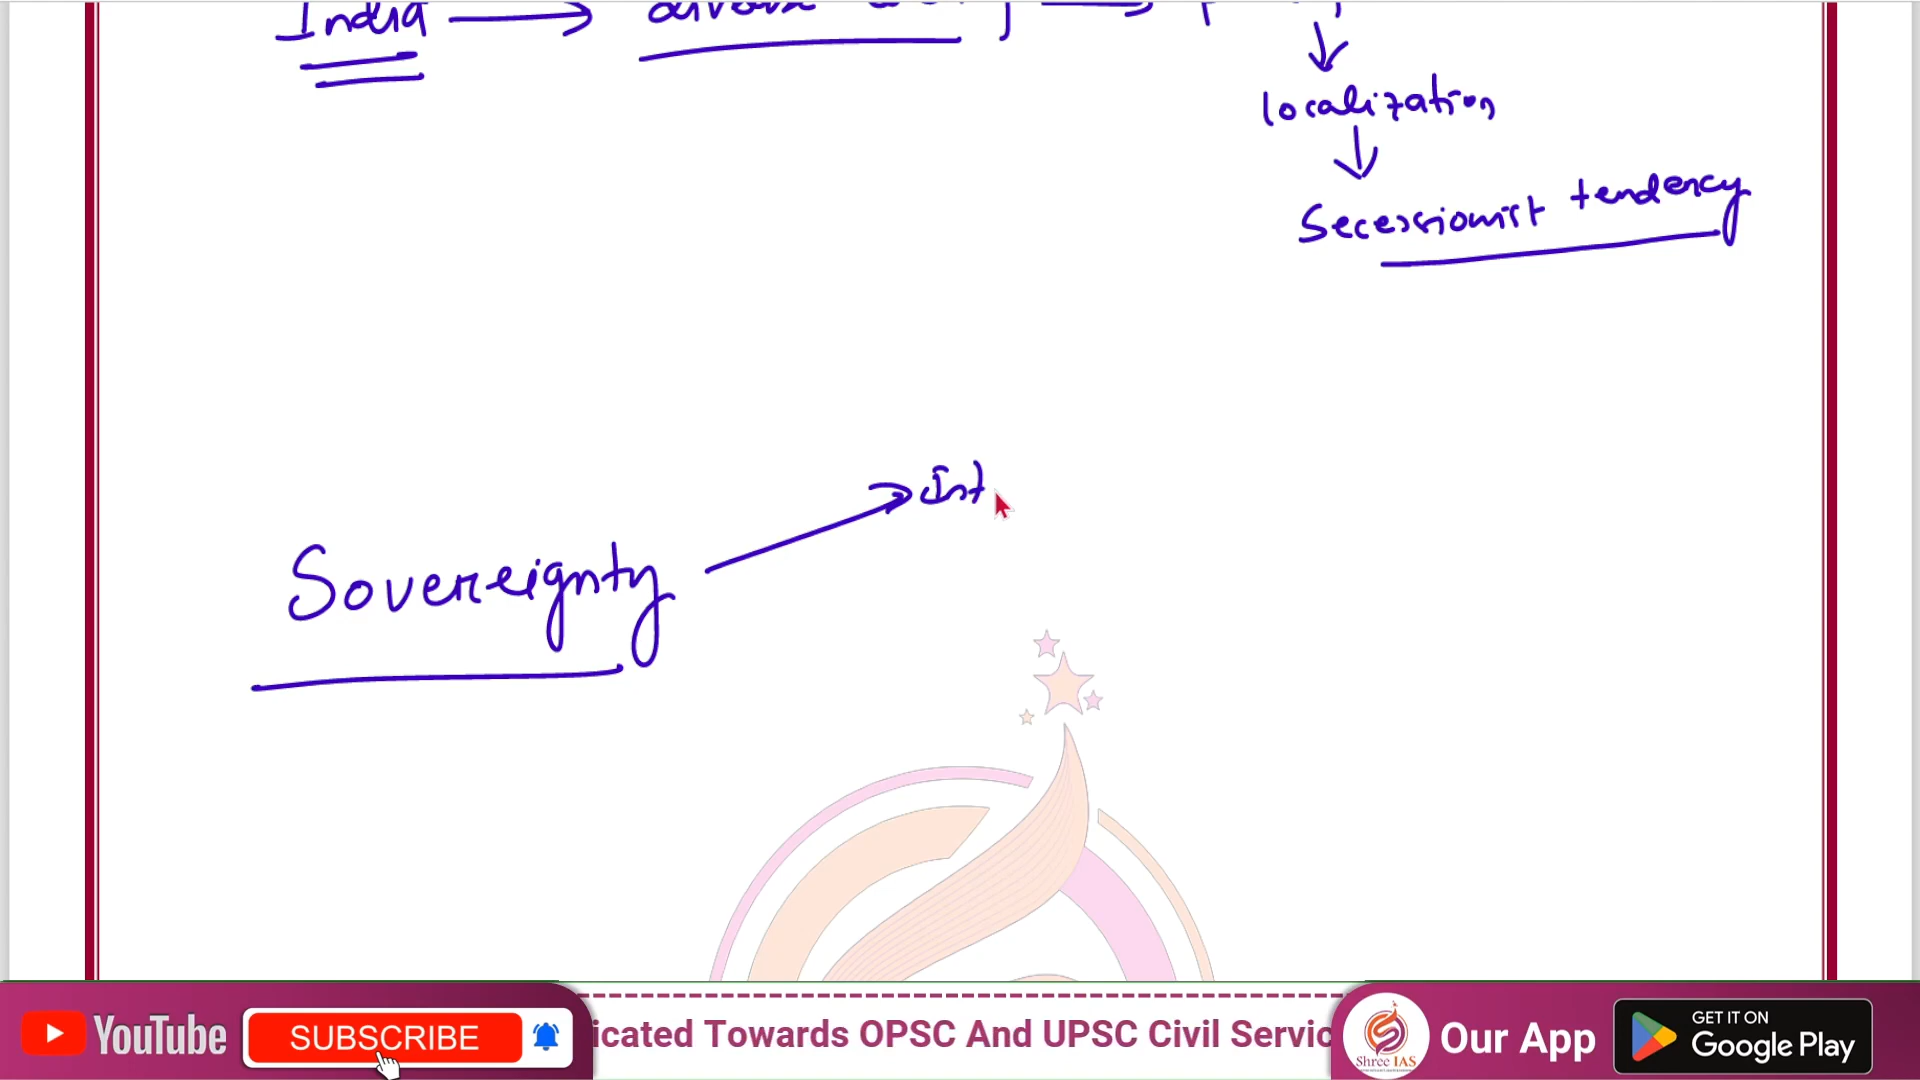 India
localization
Secessionist tendency
Int
Sovereignty
YouTube
SUBSCRIBE
icated Towards OPSC And UPSC Civil Servic
Shree IAS
Our App
GET IT ON
Google Play